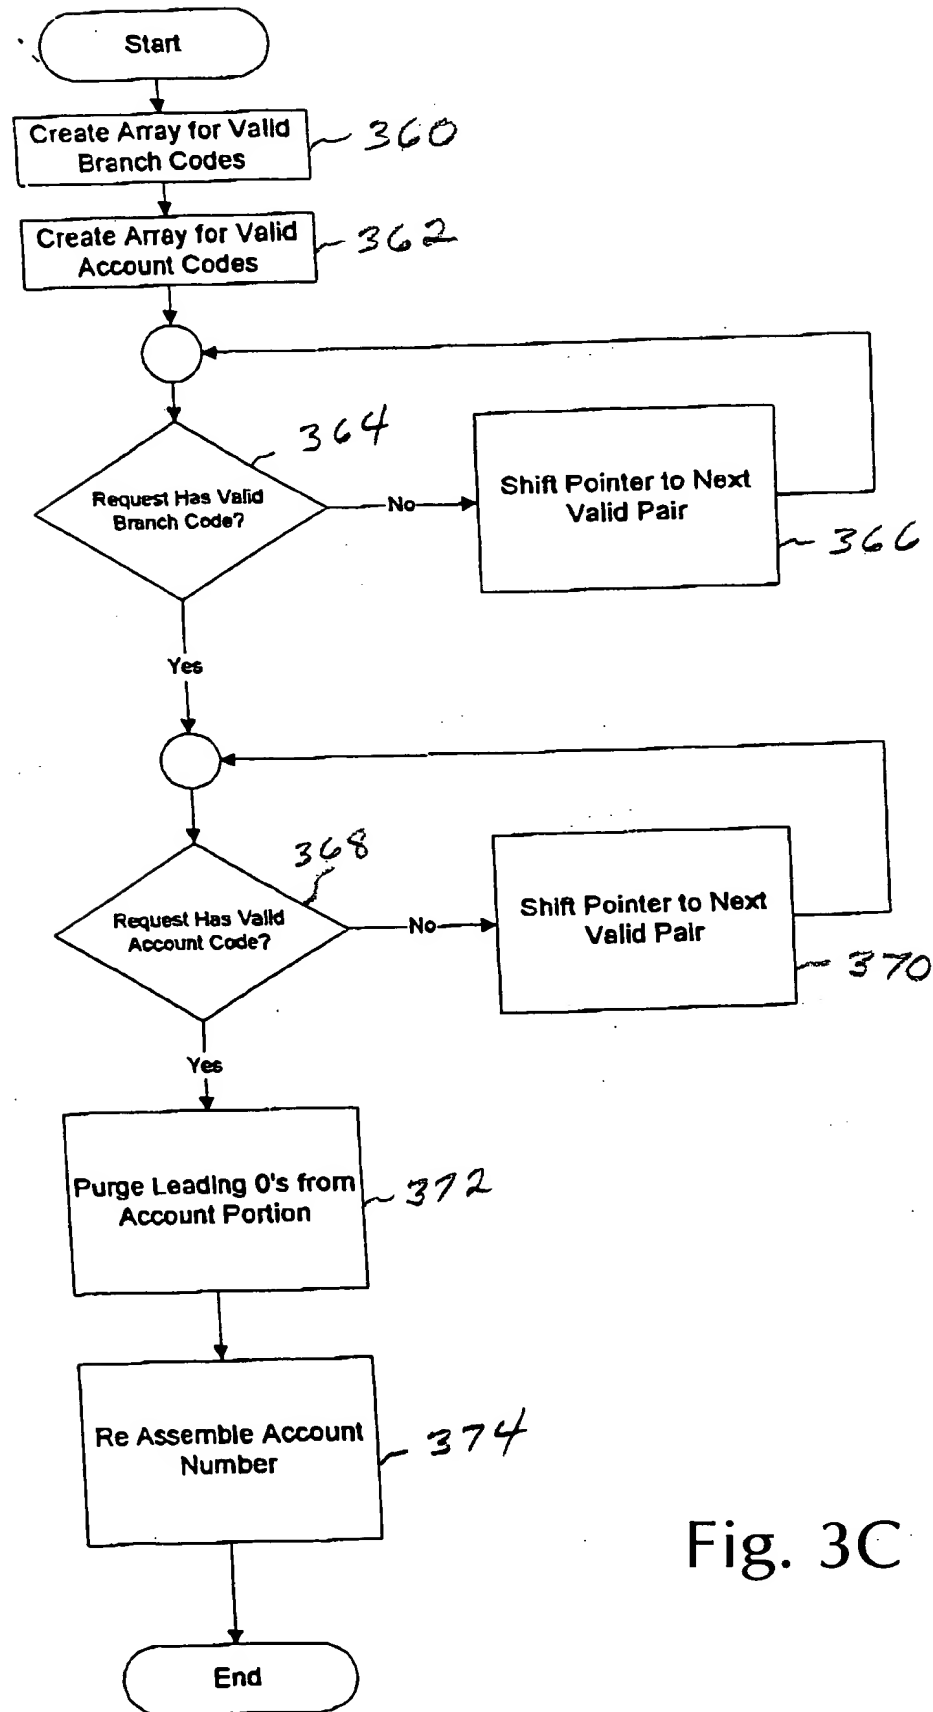 Start
Create Array for Valid
Branch Codes
360
Create Array for Valid
Account Codes
362
364
Request Has Valid
Branch Code?
No
Shift Pointer to Next
Valid Pair
366
Yes
368
Request Has Valid
Account Code?
No
Shift Pointer to Next
Valid Pair
370
Yes
Purge Leading 0's from
Account Portion
372
Re Assemble Account
Number
374
End
Fig. 3C